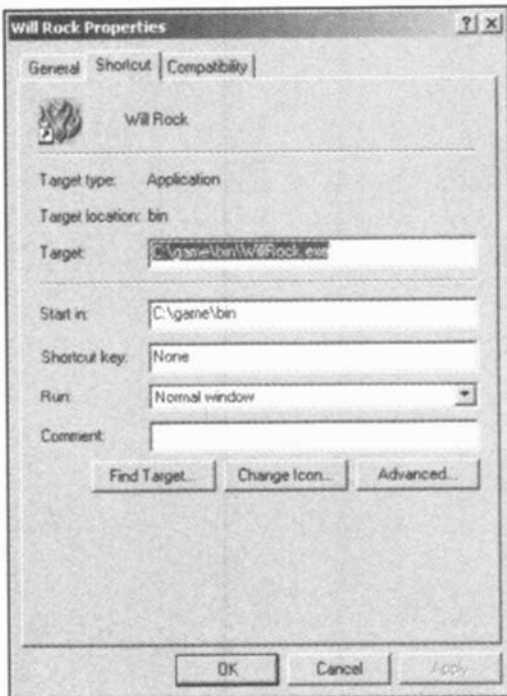 Will Rock Properties ? X
General Shortcut Compatibility
Will Rock
Target type: Application
Target location: bin
Target: C:\game\bin\WillRock.exe
Start in: C:\game\bin
Shortcut key: None
Run: Normal window
Comment:
Find Target... Change Icon... Advanced...
OK Cancel Apply